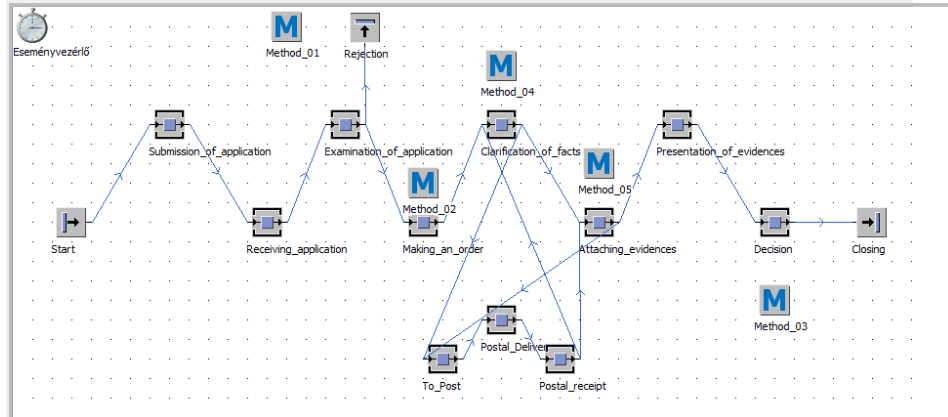 Eseményvezérlő
M
Method_01
Rejection
M
Method_04
Submission_of_application
Examination_of_application
Clarification_of_facts
Presentation_of_evidences
M
Method_02
M
Method_05
Start
Receiving_application
Making_an_order
Attaching_evidences
Decision
Closing
M
Method_03
Postal_Deliver
To_Post
Postal_receipt